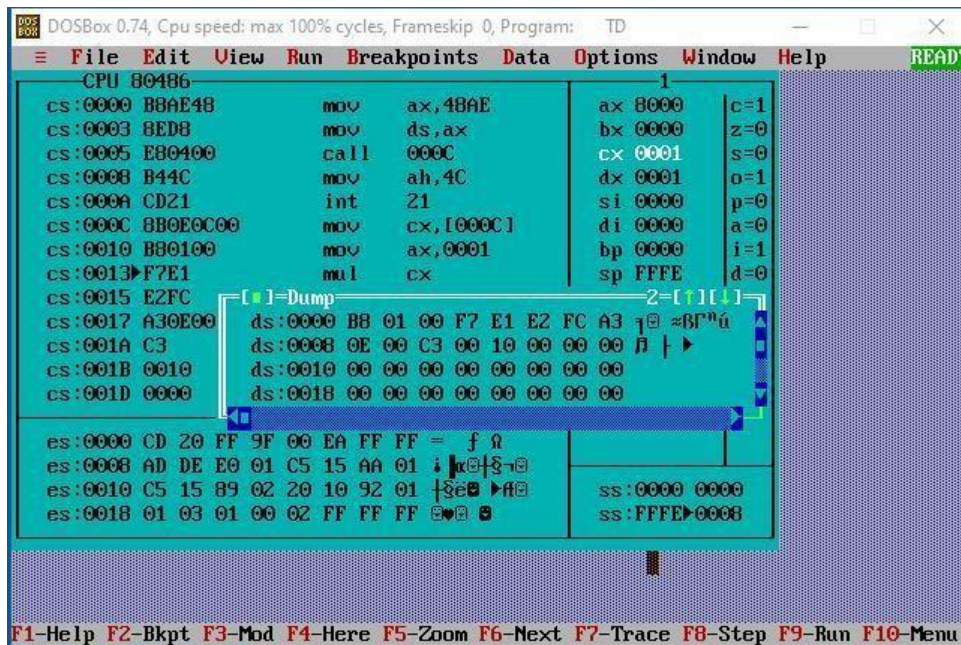 DOSBox 0.74, Cpu speed: max 100% cycles, Frameskip 0, Program: TD
≡ File Edit View Run Breakpoints Data Options Window Help READY
CPU 80486 1
cs:0000 B8AE48 mov ax,48AE ax 8000 c=1
cs:0003 8ED8 mov ds,ax bx 0000 z=0
cs:0005 E80400 call 000C cx 0001 s=0
cs:0008 B44C mov ah,4C dx 0001 o=1
cs:000A CD21 int 21 si 0000 p=0
cs:000C 8B0E0C00 mov cx,[000C] di 0000 a=0
cs:0010 B80100 mov ax,0001 bp 0000 i=1
cs:0013►F7E1 mul cx sp FFFE d=0
cs:0015 E2FC [■]=Dump 2=[↑][↓]
cs:0017 A30E00 ds:0000 B8 01 00 F7 E1 E2 FC A3 ╕☺ ≈ßΓⁿú
cs:001A C3 ds:0008 0E 00 C3 00 10 00 00 00 ♫ ├ ►
cs:001B 0010 ds:0010 00 00 00 00 00 00 00 00
cs:001D 0000 ds:0018 00 00 00 00 00 00 00 00
es:0000 CD 20 FF 9F 00 EA FF FF = ƒ Ω
es:0008 AD DE E0 01 C5 15 AA 01 ¡▐α☺┼§¬☺
es:0010 C5 15 89 02 20 10 92 01 ┼§ë☻ ►Æ☺ ss:0000 0000
es:0018 01 03 01 00 02 FF FF FF ☺♥☺ ☻ ss:FFFE►0008
F1-Help F2-Bkpt F3-Mod F4-Here F5-Zoom F6-Next F7-Trace F8-Step F9-Run F10-Menu